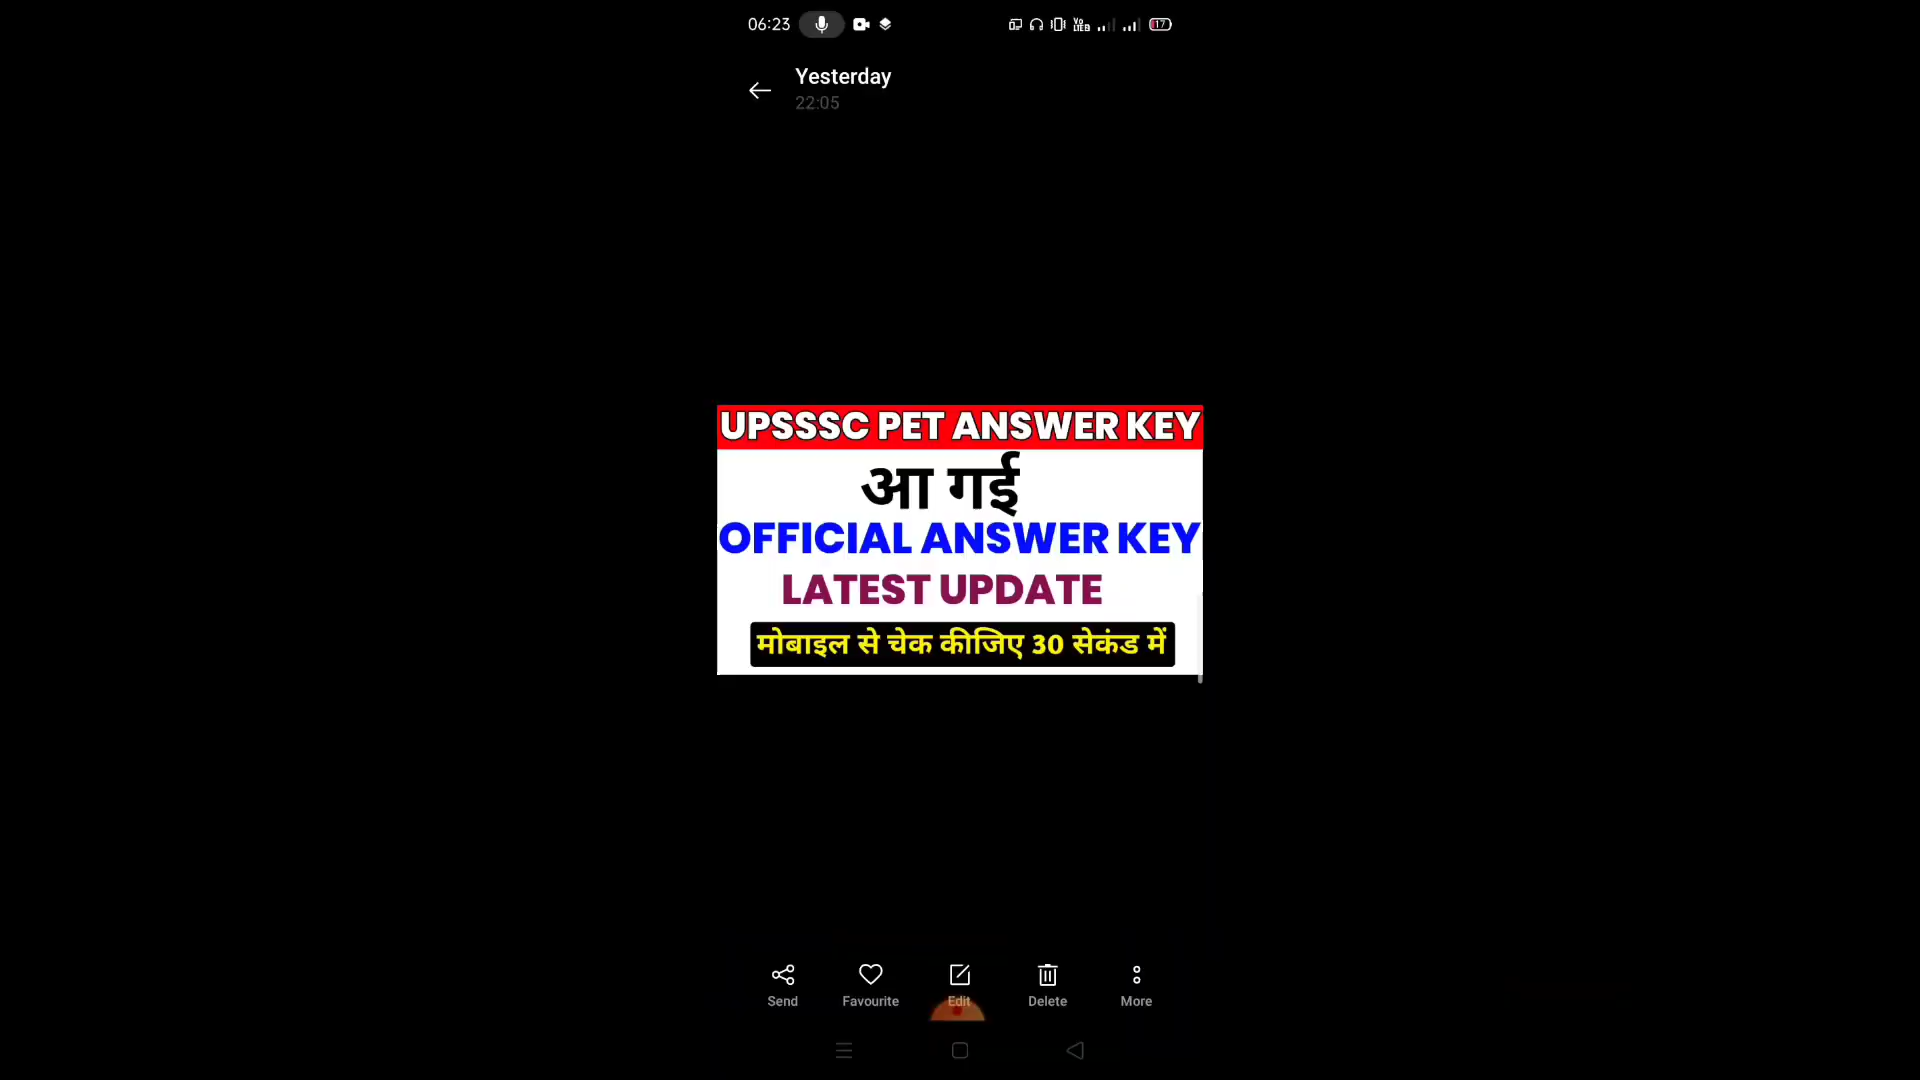 06:23 17
Yesterday
22:05
UPSSSC PET ANSWER KEY
आ गई
OFFICIAL ANSWER KEY
LATEST UPDATE
मोबाइल से चेक कीजिए 30 सेकंड में
Send Favourite Edit Delete More